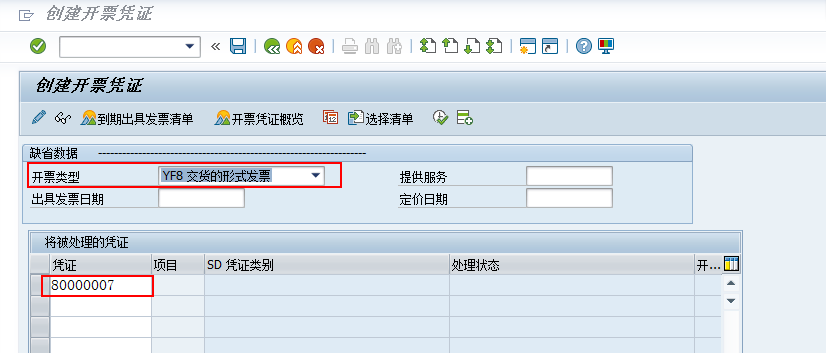 创建开票凭证
创建开票凭证
到期出具发票清单 开票凭证概览 选择清单
缺省数据
开票类型 YF8 交货的形式发票 提供服务
出具发票日期 定价日期
将被处理的凭证
凭证 项目 SD 凭证类别 处理状态 开...
80000007